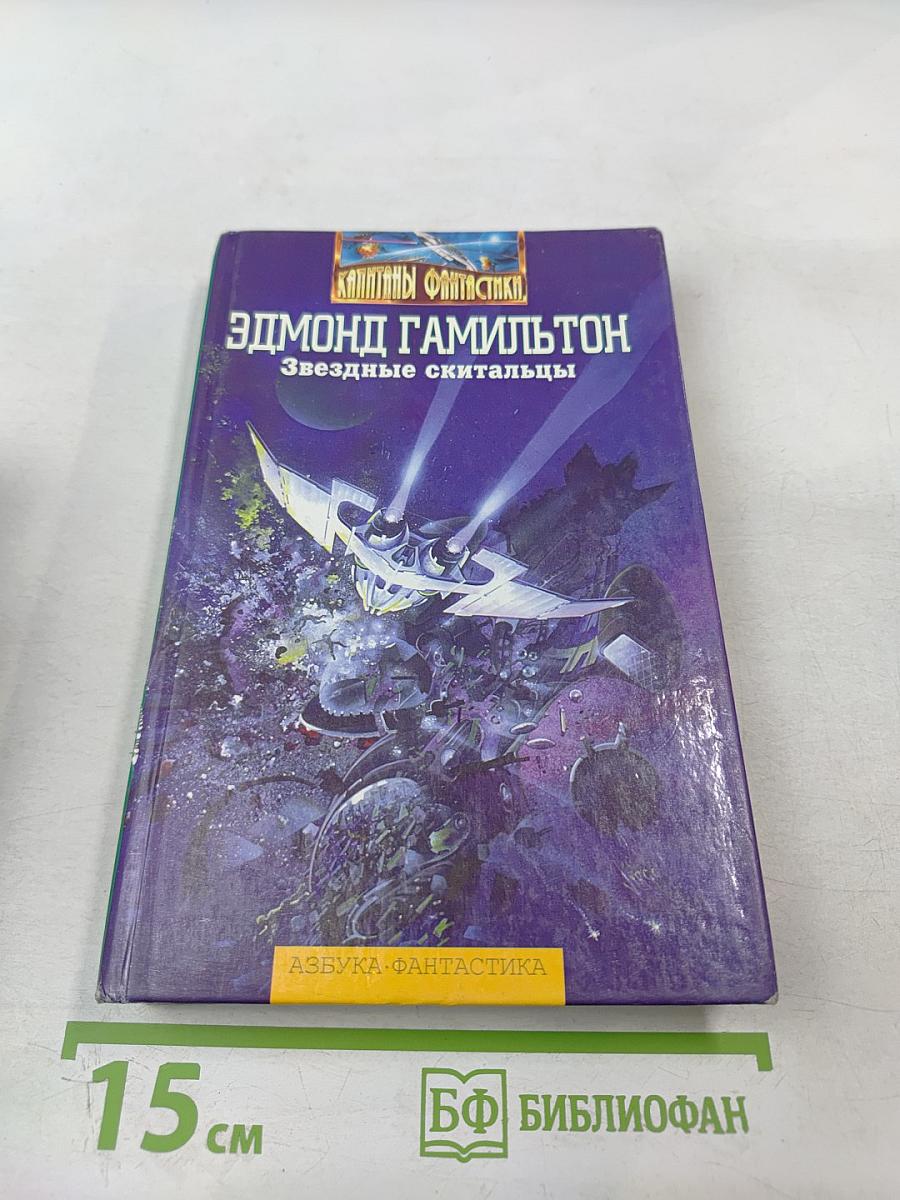 КАПИТАНЫ ФАНТАСТИКИ
ЭДМОНД ГАМИЛЬТОН
Звездные скитальцы
АЗБУКА·ФАНТАСТИКА
15 см
БФ БИБЛИОФАН